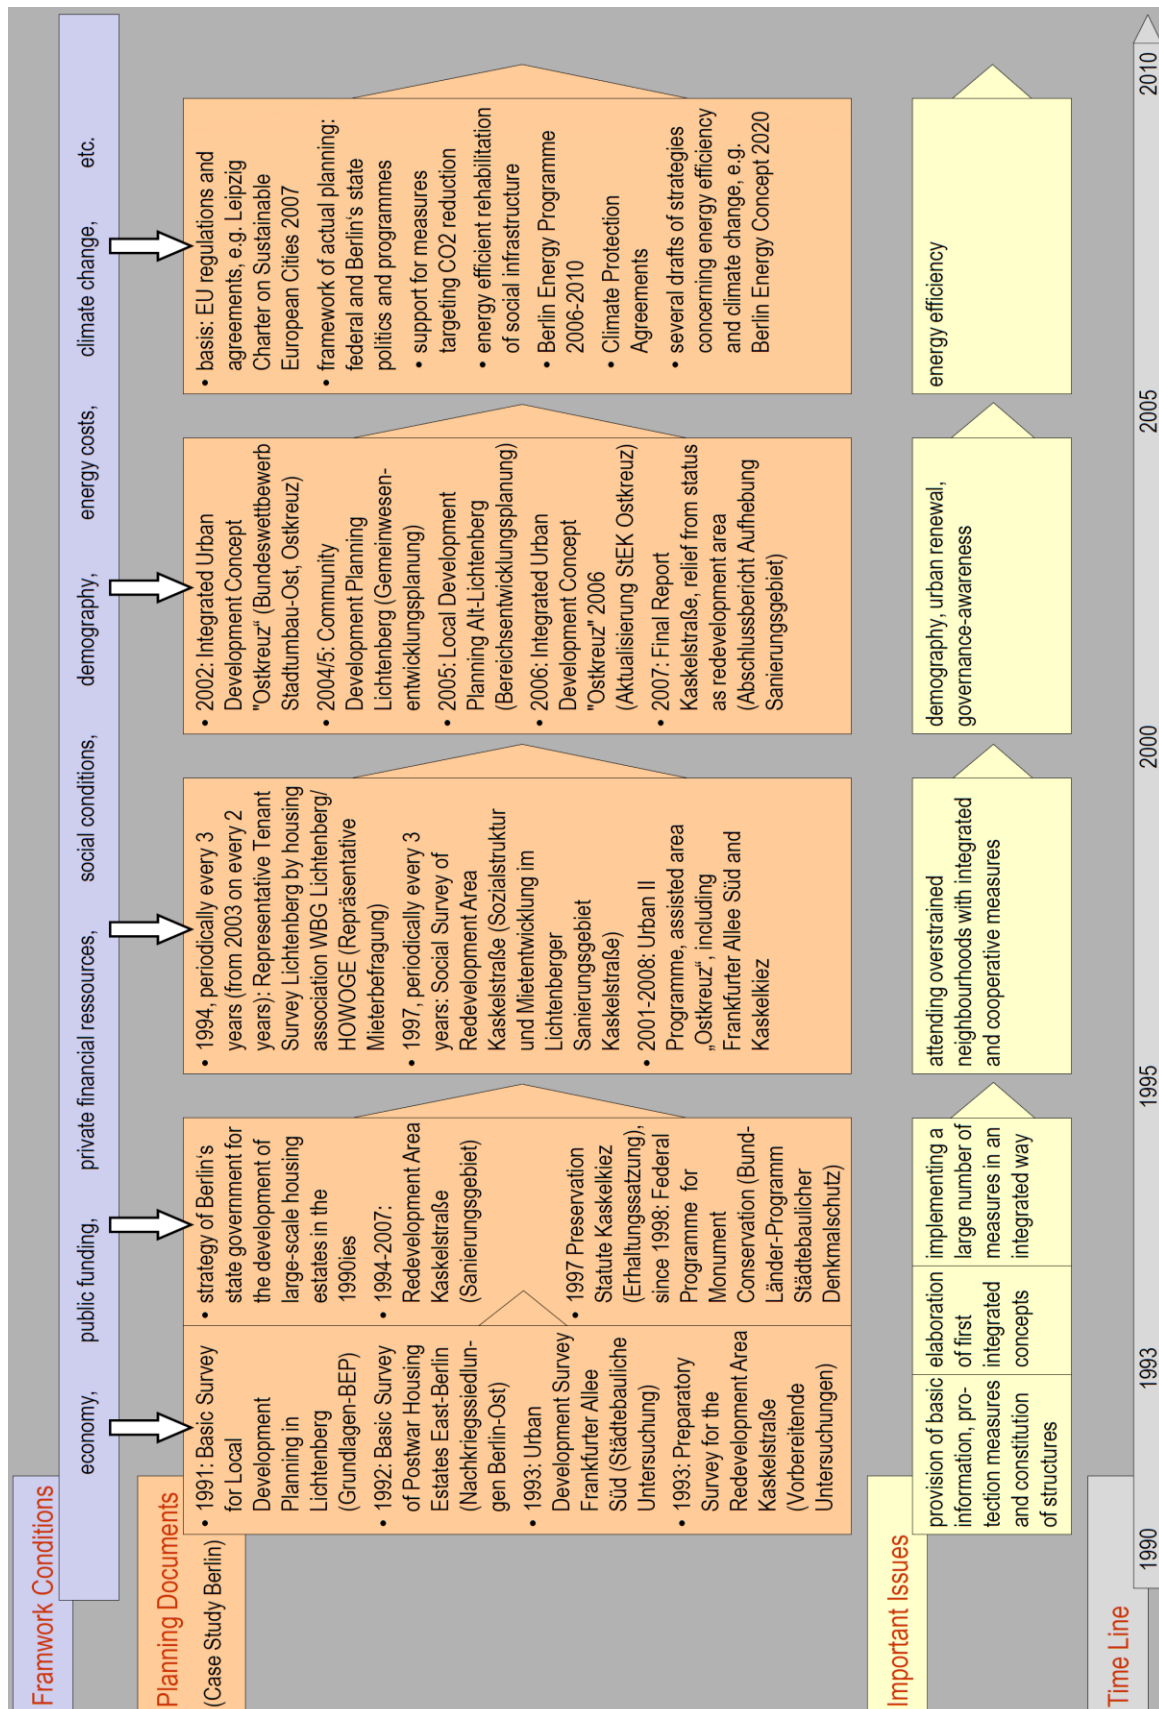 Framwork Conditions
economy, public funding, private financial ressources, social conditions, demography, energy costs, climate change, etc.
Planning Documents
(Case Study Berlin)
• 1991: Basic Survey
for Local
Development
Planning in
Lichtenberg
(Grundlagen-BEP)
• 1992: Basic Survey
of Postwar Housing
Estates East-Berlin
(Nachkriegssiedlun-
gen Berlin-Ost)
• 1993: Urban
Development Survey
Frankfurter Allee
Süd (Städtebauliche
Untersuchung)
• 1993: Preparatory
Survey for the
Redevelopment Area
Kaskelstraße
(Vorbereitende
Untersuchungen)
• strategy of Berlin‘s
state government for
the development of
large-scale housing
estates in the
1990ies
• 1994-2007:
Redevelopment Area
Kaskelstraße
(Sanierungsgebiet)
• 1997 Preservation
Statute Kaskelkiez
(Erhaltungssatzung),
since 1998: Federal
Programme for
Monument
Conservation (Bund-
Länder-Programm
Städtebaulicher
Denkmalschutz)
• 1994, periodically every 3
years (from 2003 on every 2
years): Representative Tenant
Survey Lichtenberg by housing
association WBG Lichtenberg/
HOWOGE (Repräsentative
Mieterbefragung)
• 1997, periodically every 3
years: Social Survey of
Redevelopment Area
Kaskelstraße (Sozialstruktur
und Mietentwicklung im
Lichtenberger
Sanierungsgebiet
Kaskelstraße)
• 2001-2008: Urban II
Programme, assisted area
„Ostkreuz“, including
Frankfurter Allee Süd and
Kaskelkiez
• 2002: Integrated Urban
Development Concept
"Ostkreuz“ (Bundeswettbewerb
Stadtumbau-Ost, Ostkreuz)
• 2004/5: Community
Development Planning
Lichtenberg (Gemeinwesen-
entwicklungsplanung)
• 2005: Local Development
Planning Alt-Lichtenberg
(Bereichsentwicklungsplanung)
• 2006: Integrated Urban
Development Concept
"Ostkreuz" 2006
(Aktualisierung StEK Ostkreuz)
• 2007: Final Report
Kaskelstraße, relief from status
as redevelopment area
(Abschlussbericht Aufhebung
Sanierungsgebiet)
• basis: EU regulations and
agreements, e.g. Leipzig
Charter on Sustainable
European Cities 2007
• framework of actual planning:
federal and Berlin‘s state
politics and programmes
• support for measures
targeting CO2 reduction
• energy efficient rehabilitation
of social infrastructure
• Berlin Energy Programme
2006-2010
• Climate Protection
Agreements
• several drafts of strategies
concerning energy efficiency
and climate change, e.g.
Berlin Energy Concept 2020
Important Issues
provision of basic
information, pro-
tection measures
and constitution
of structures
elaboration
of first
integrated
concepts
implementing a
large number of
measures in an
integrated way
attending overstrained
neighbourhoods with integrated
and cooperative measures
demography, urban renewal,
governance-awareness
energy efficiency
Time Line
1990 1993 1995 2000 2005 2010